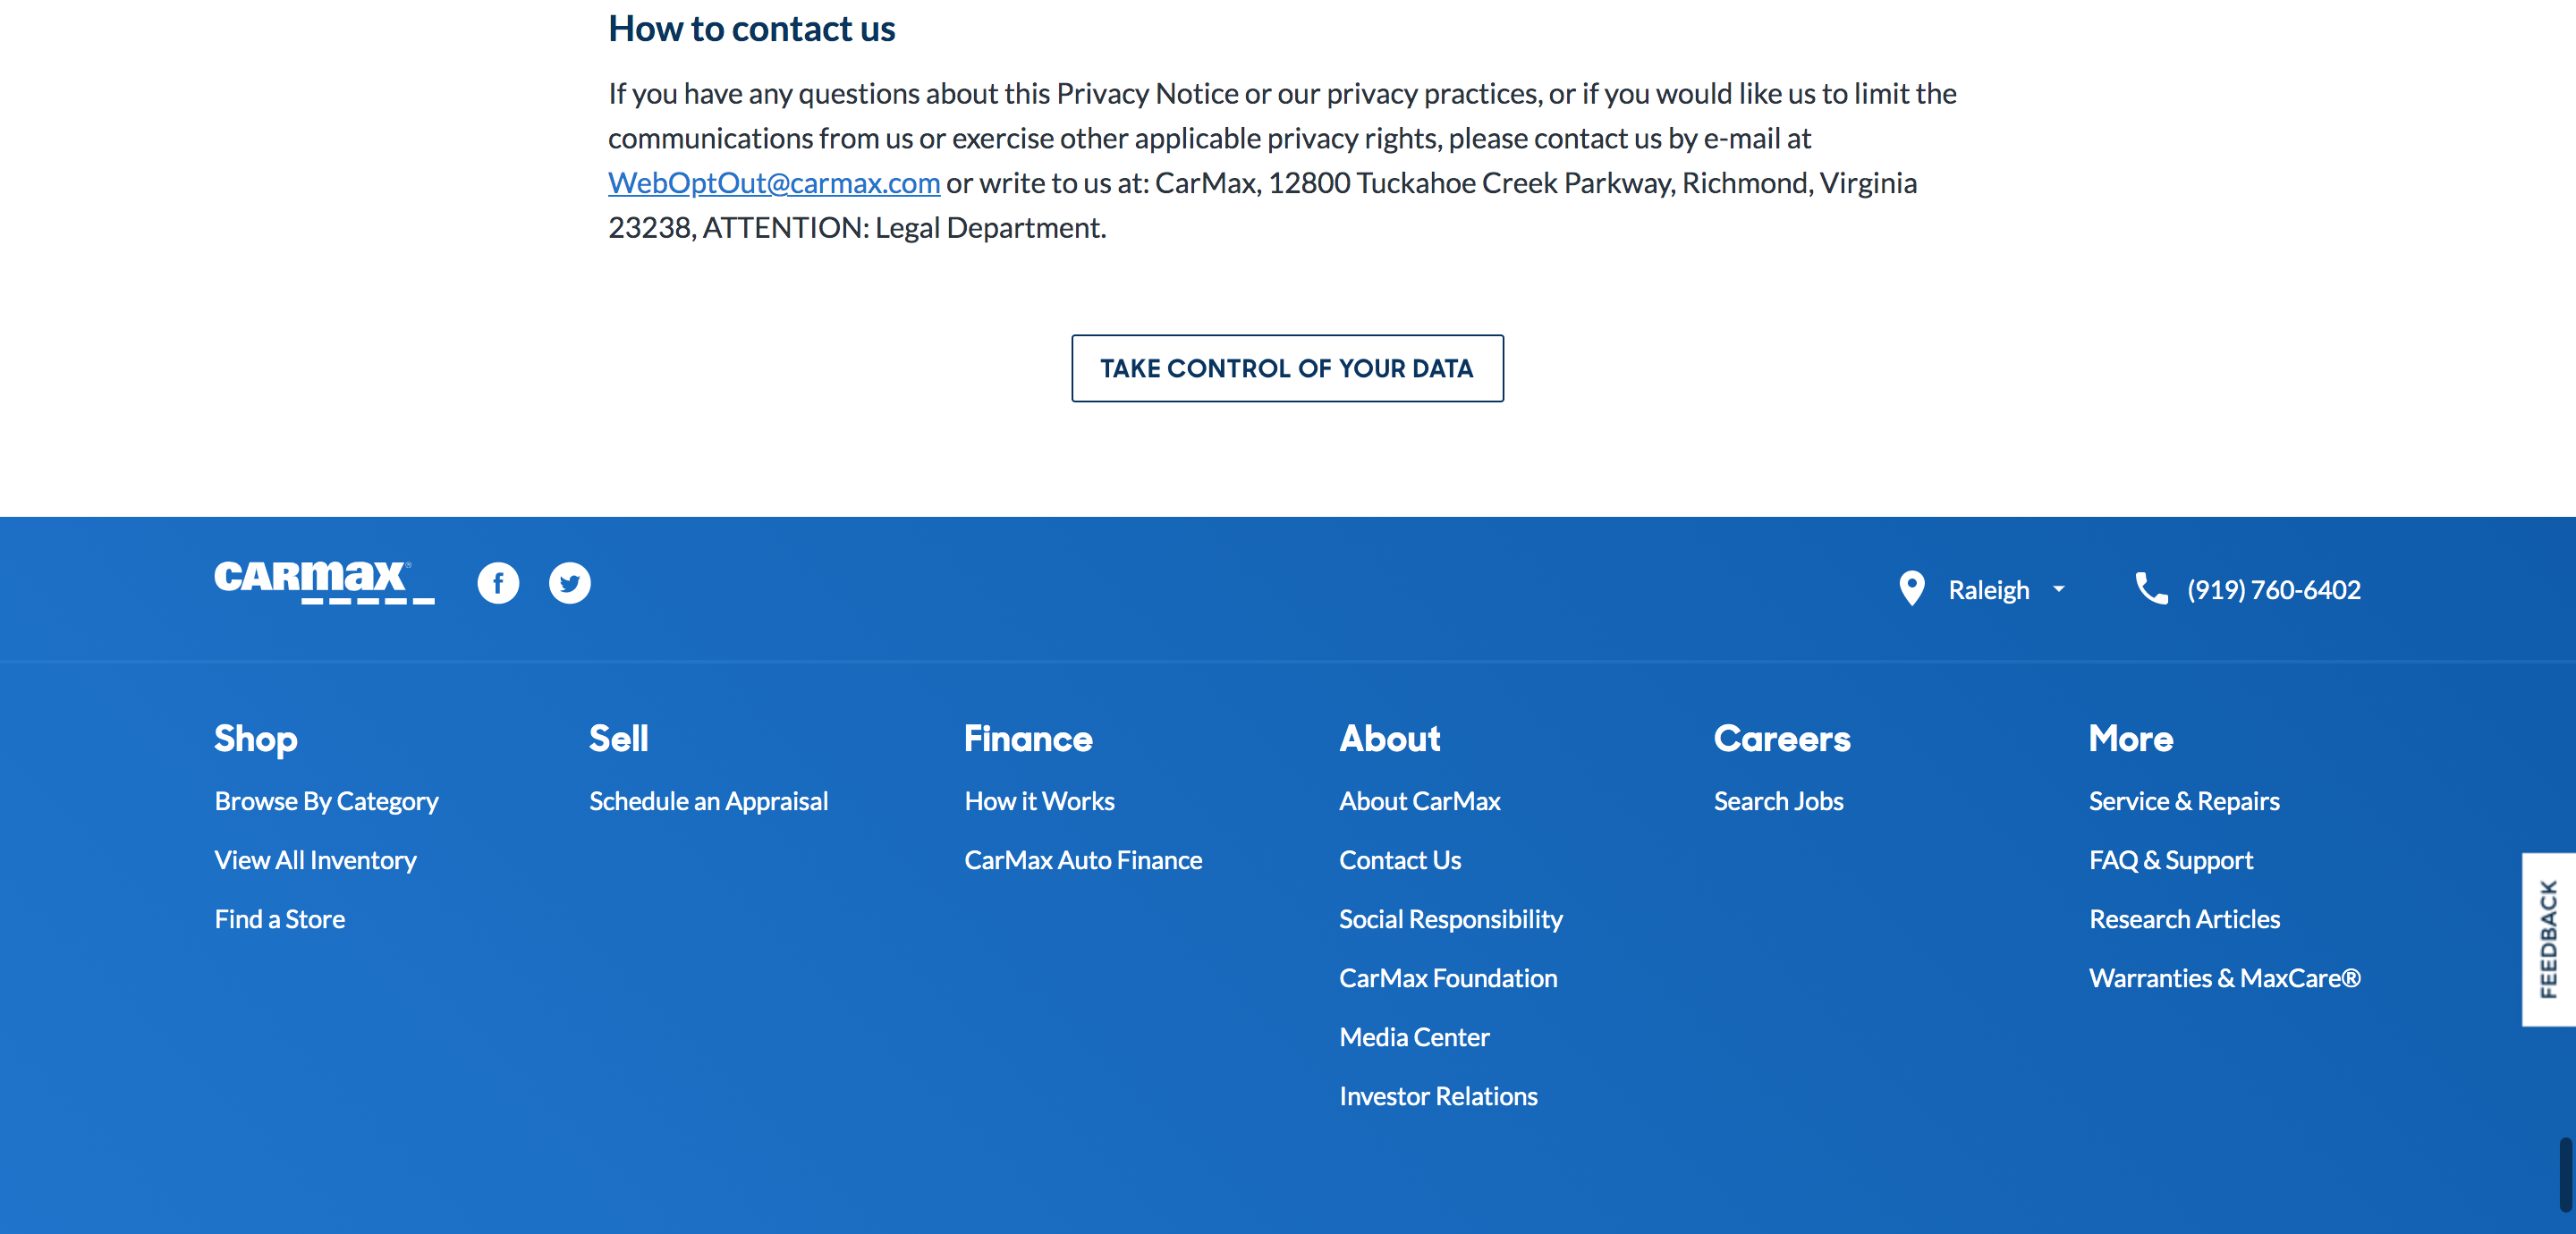 How to contact us
If you have any questions about this Privacy Notice or our privacy practices, or if you would like us to limit the
communications from us or exercise other applicable privacy rights, please contact us by e-mail at
WebOptOut@carmax.com or write to us at: CarMax, 12800 Tuckahoe Creek Parkway, Richmond, Virginia
23238, ATTENTION: Legal Department.
TAKE CONTROL OF YOUR DATA
CARMAX®
Raleigh
(919) 760-6402
Shop
Browse By Category
View All Inventory
Find a Store
Sell
Schedule an Appraisal
Finance
How it Works
CarMax Auto Finance
About
About CarMax
Contact Us
Social Responsibility
CarMax Foundation
Media Center
Investor Relations
Careers
Search Jobs
More
Service & Repairs
FAQ & Support
Research Articles
Warranties & MaxCare®
FEEDBACK